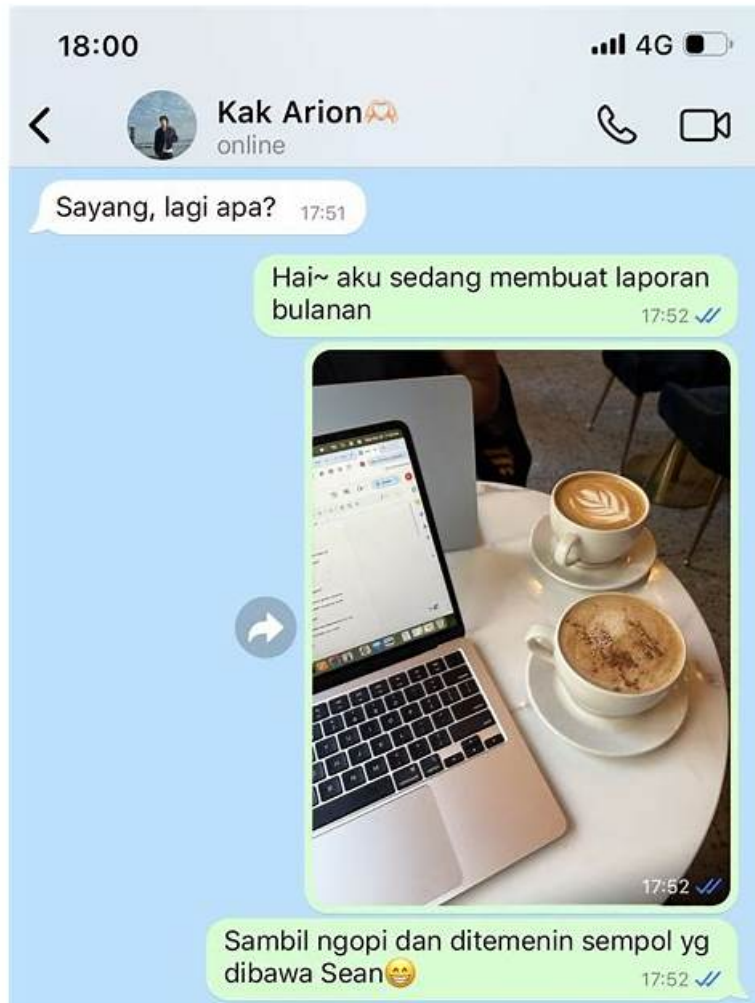 18:00
4G
Kak Arion🫶🏻
online
Sayang, lagi apa? 17:51
Hai~ aku sedang membuat laporan
bulanan 17:52
17:52
Sambil ngopi dan ditemenin sempol yg
dibawa Sean😁 17:52